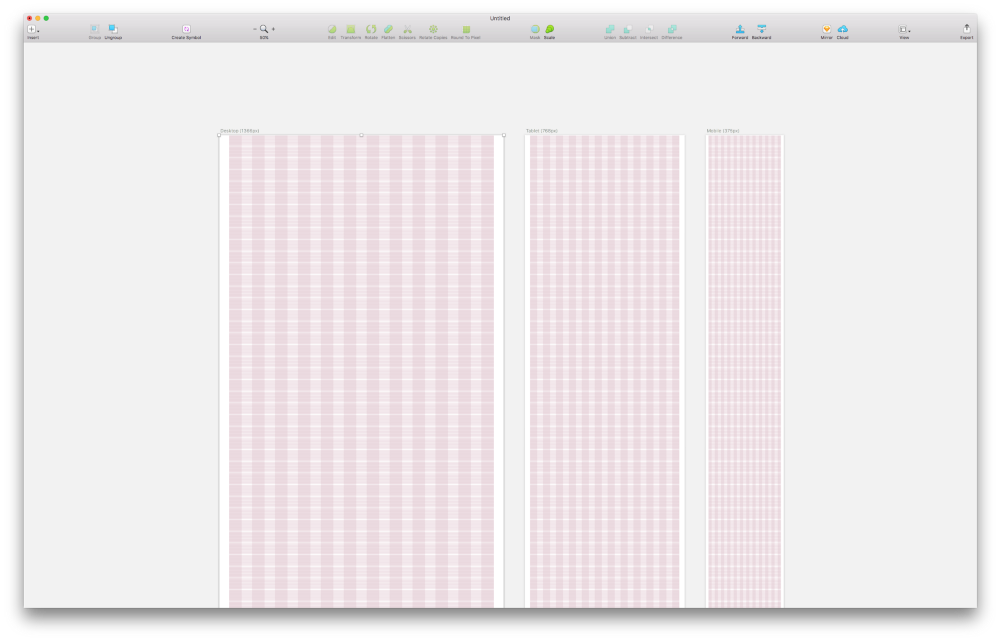 Untitled
Insert
Group Ungroup
Create Symbol
Edit Transform Rotate Flatten Scissors Rotate Copies Round To Pixel
Mask Scale
Union Subtract Intersect Difference
Forward Backward
Mirror Cloud
View
Export
Desktop (1366px)
Tablet (768px)
Mobile (375px)